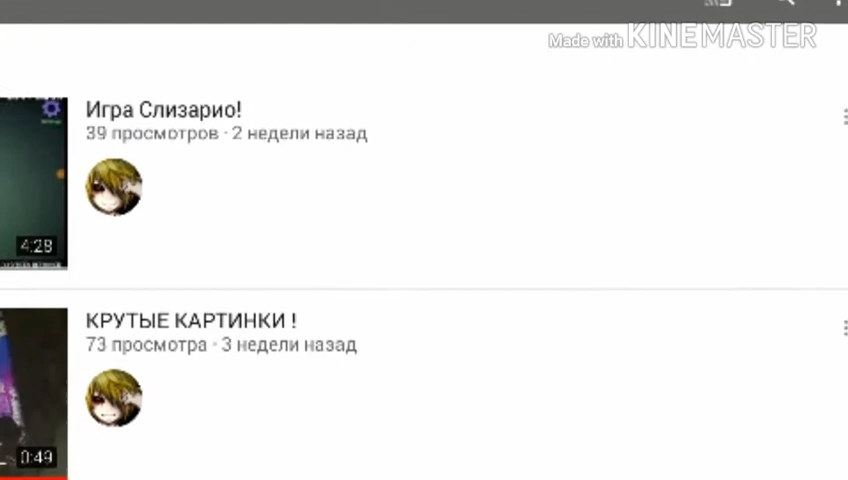 Made with KINEMASTER
Игра Слизарио!
39 просмотров · 2 недели назад
4:28
КРУТЫЕ КАРТИНКИ !
73 просмотра · 3 недели назад
0:49